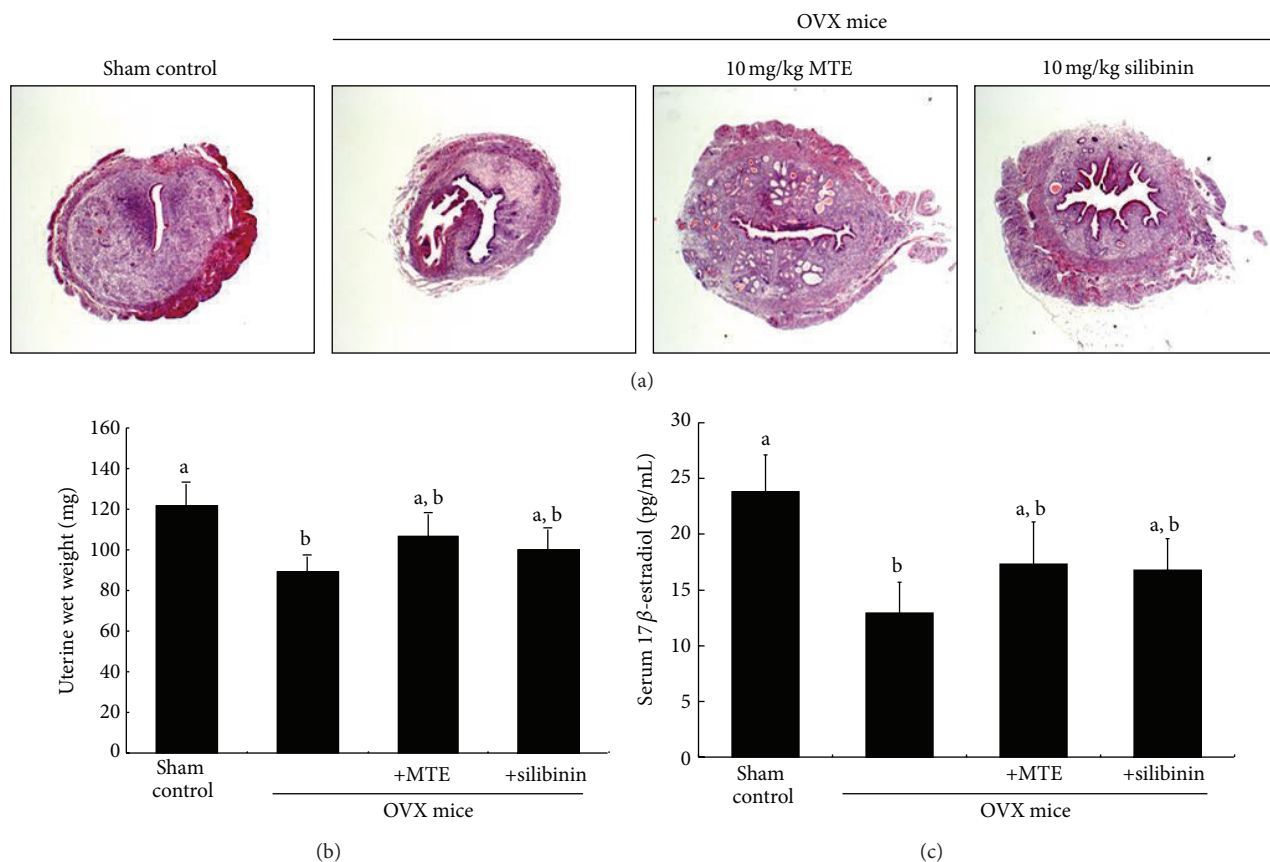 OVX mice
Sham control
10 mg/kg MTE
10 mg/kg silibinin
(a)
160
140
120
100
80
60
40
20
0
Uterine wet weight (mg)
a
b
a, b
a, b
Sham
control
+MTE
+silibinin
OVX mice
(b)
30
25
20
15
10
5
0
Serum 17β-estradiol (pg/mL)
a
b
a, b
a, b
Sham
control
+MTE
+silibinin
OVX mice
(c)